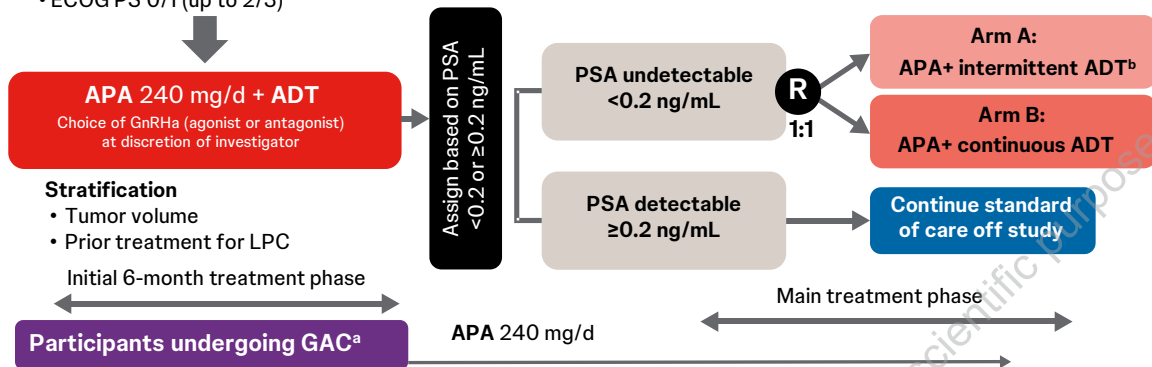 • ECOG PS 0/1 (up to 2/3)
APA 240 mg/d + ADT
Choice of GnRHa (agonist or antagonist)
at discretion of investigator
Stratification
• Tumor volume
• Prior treatment for LPC
Initial 6-month treatment phase
Participants undergoing GACᵃ
Assign based on PSA
<0.2 or ≥0.2 ng/mL
PSA undetectable
<0.2 ng/mL
R
1:1
Arm A:
APA+ intermittent ADTᵇ
Arm B:
APA+ continuous ADT
PSA detectable
≥0.2 ng/mL
Continue standard
of care off study
Main treatment phase
APA 240 mg/d
scientific purpose